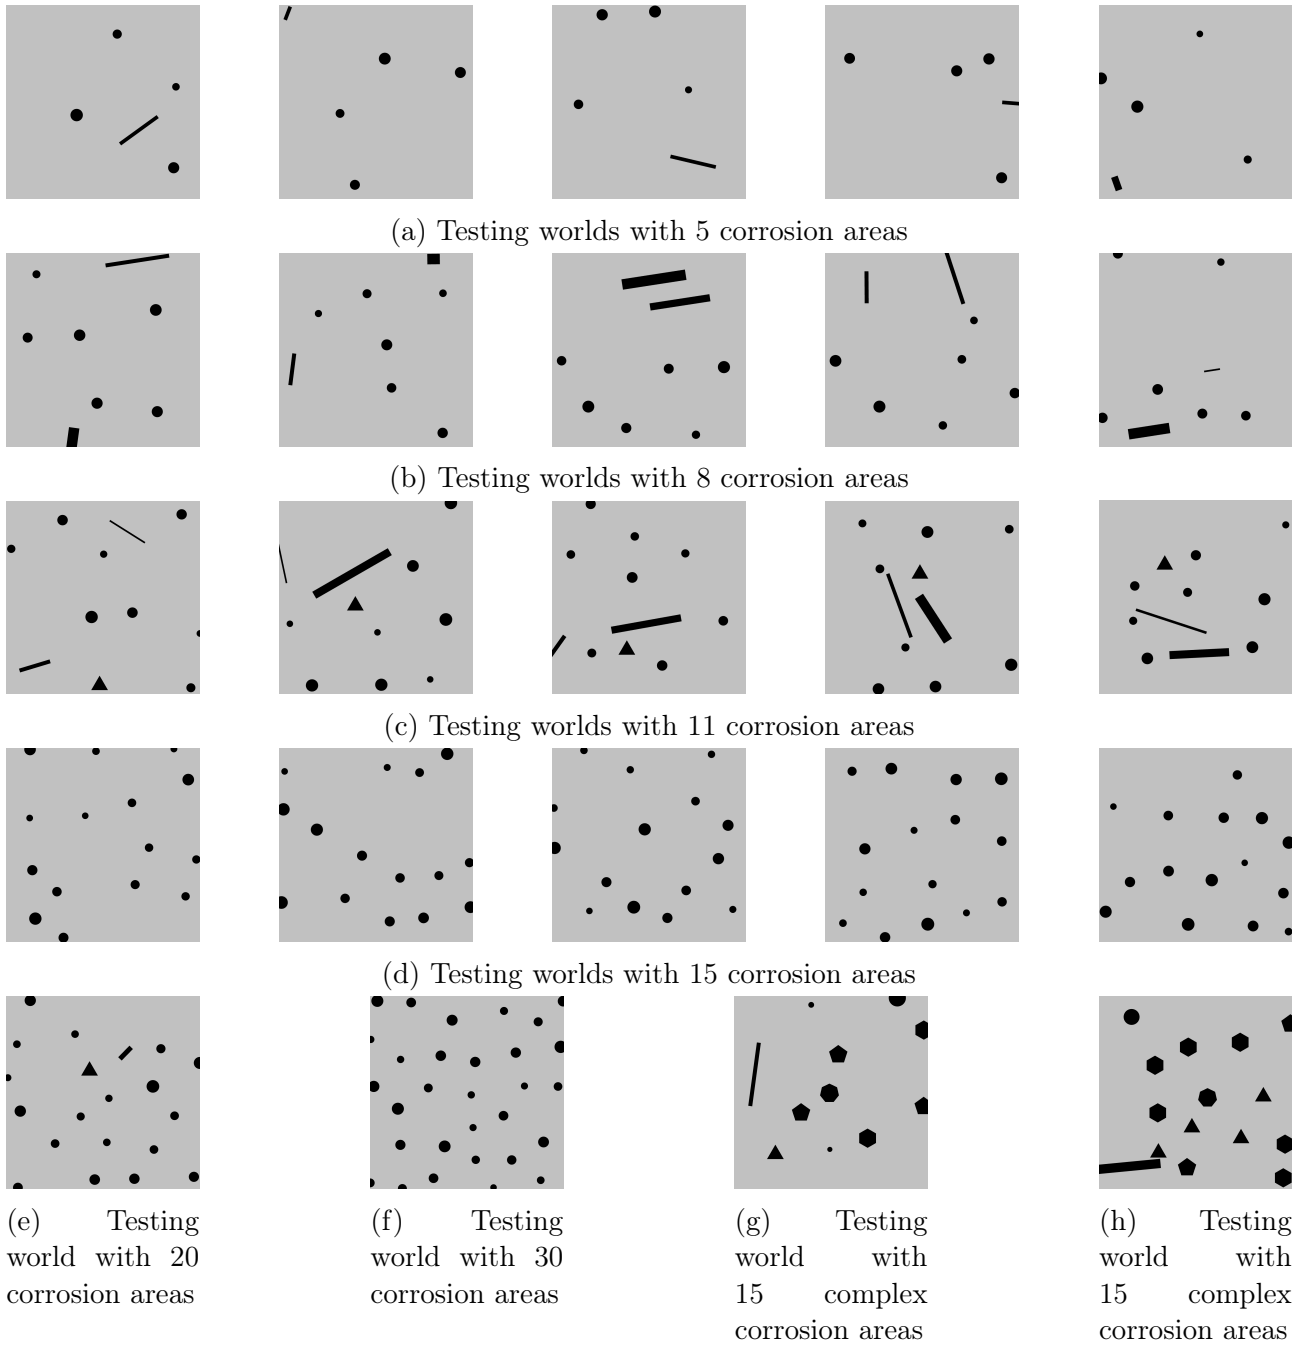 (a) Testing worlds with 5 corrosion areas
(b) Testing worlds with 8 corrosion areas
(c) Testing worlds with 11 corrosion areas
(d) Testing worlds with 15 corrosion areas
(e) Testing
world with 20
corrosion areas
(f) Testing
world with 30
corrosion areas
(g) Testing
world with
15 complex
corrosion areas
(h) Testing
world with
15 complex
corrosion areas